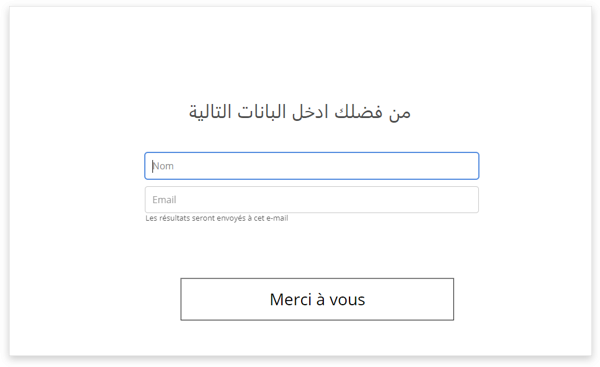 من فضلك ادخل البانات التالية
Nom
Email
Les résultats seront envoyés à cet e-mail
Merci à vous